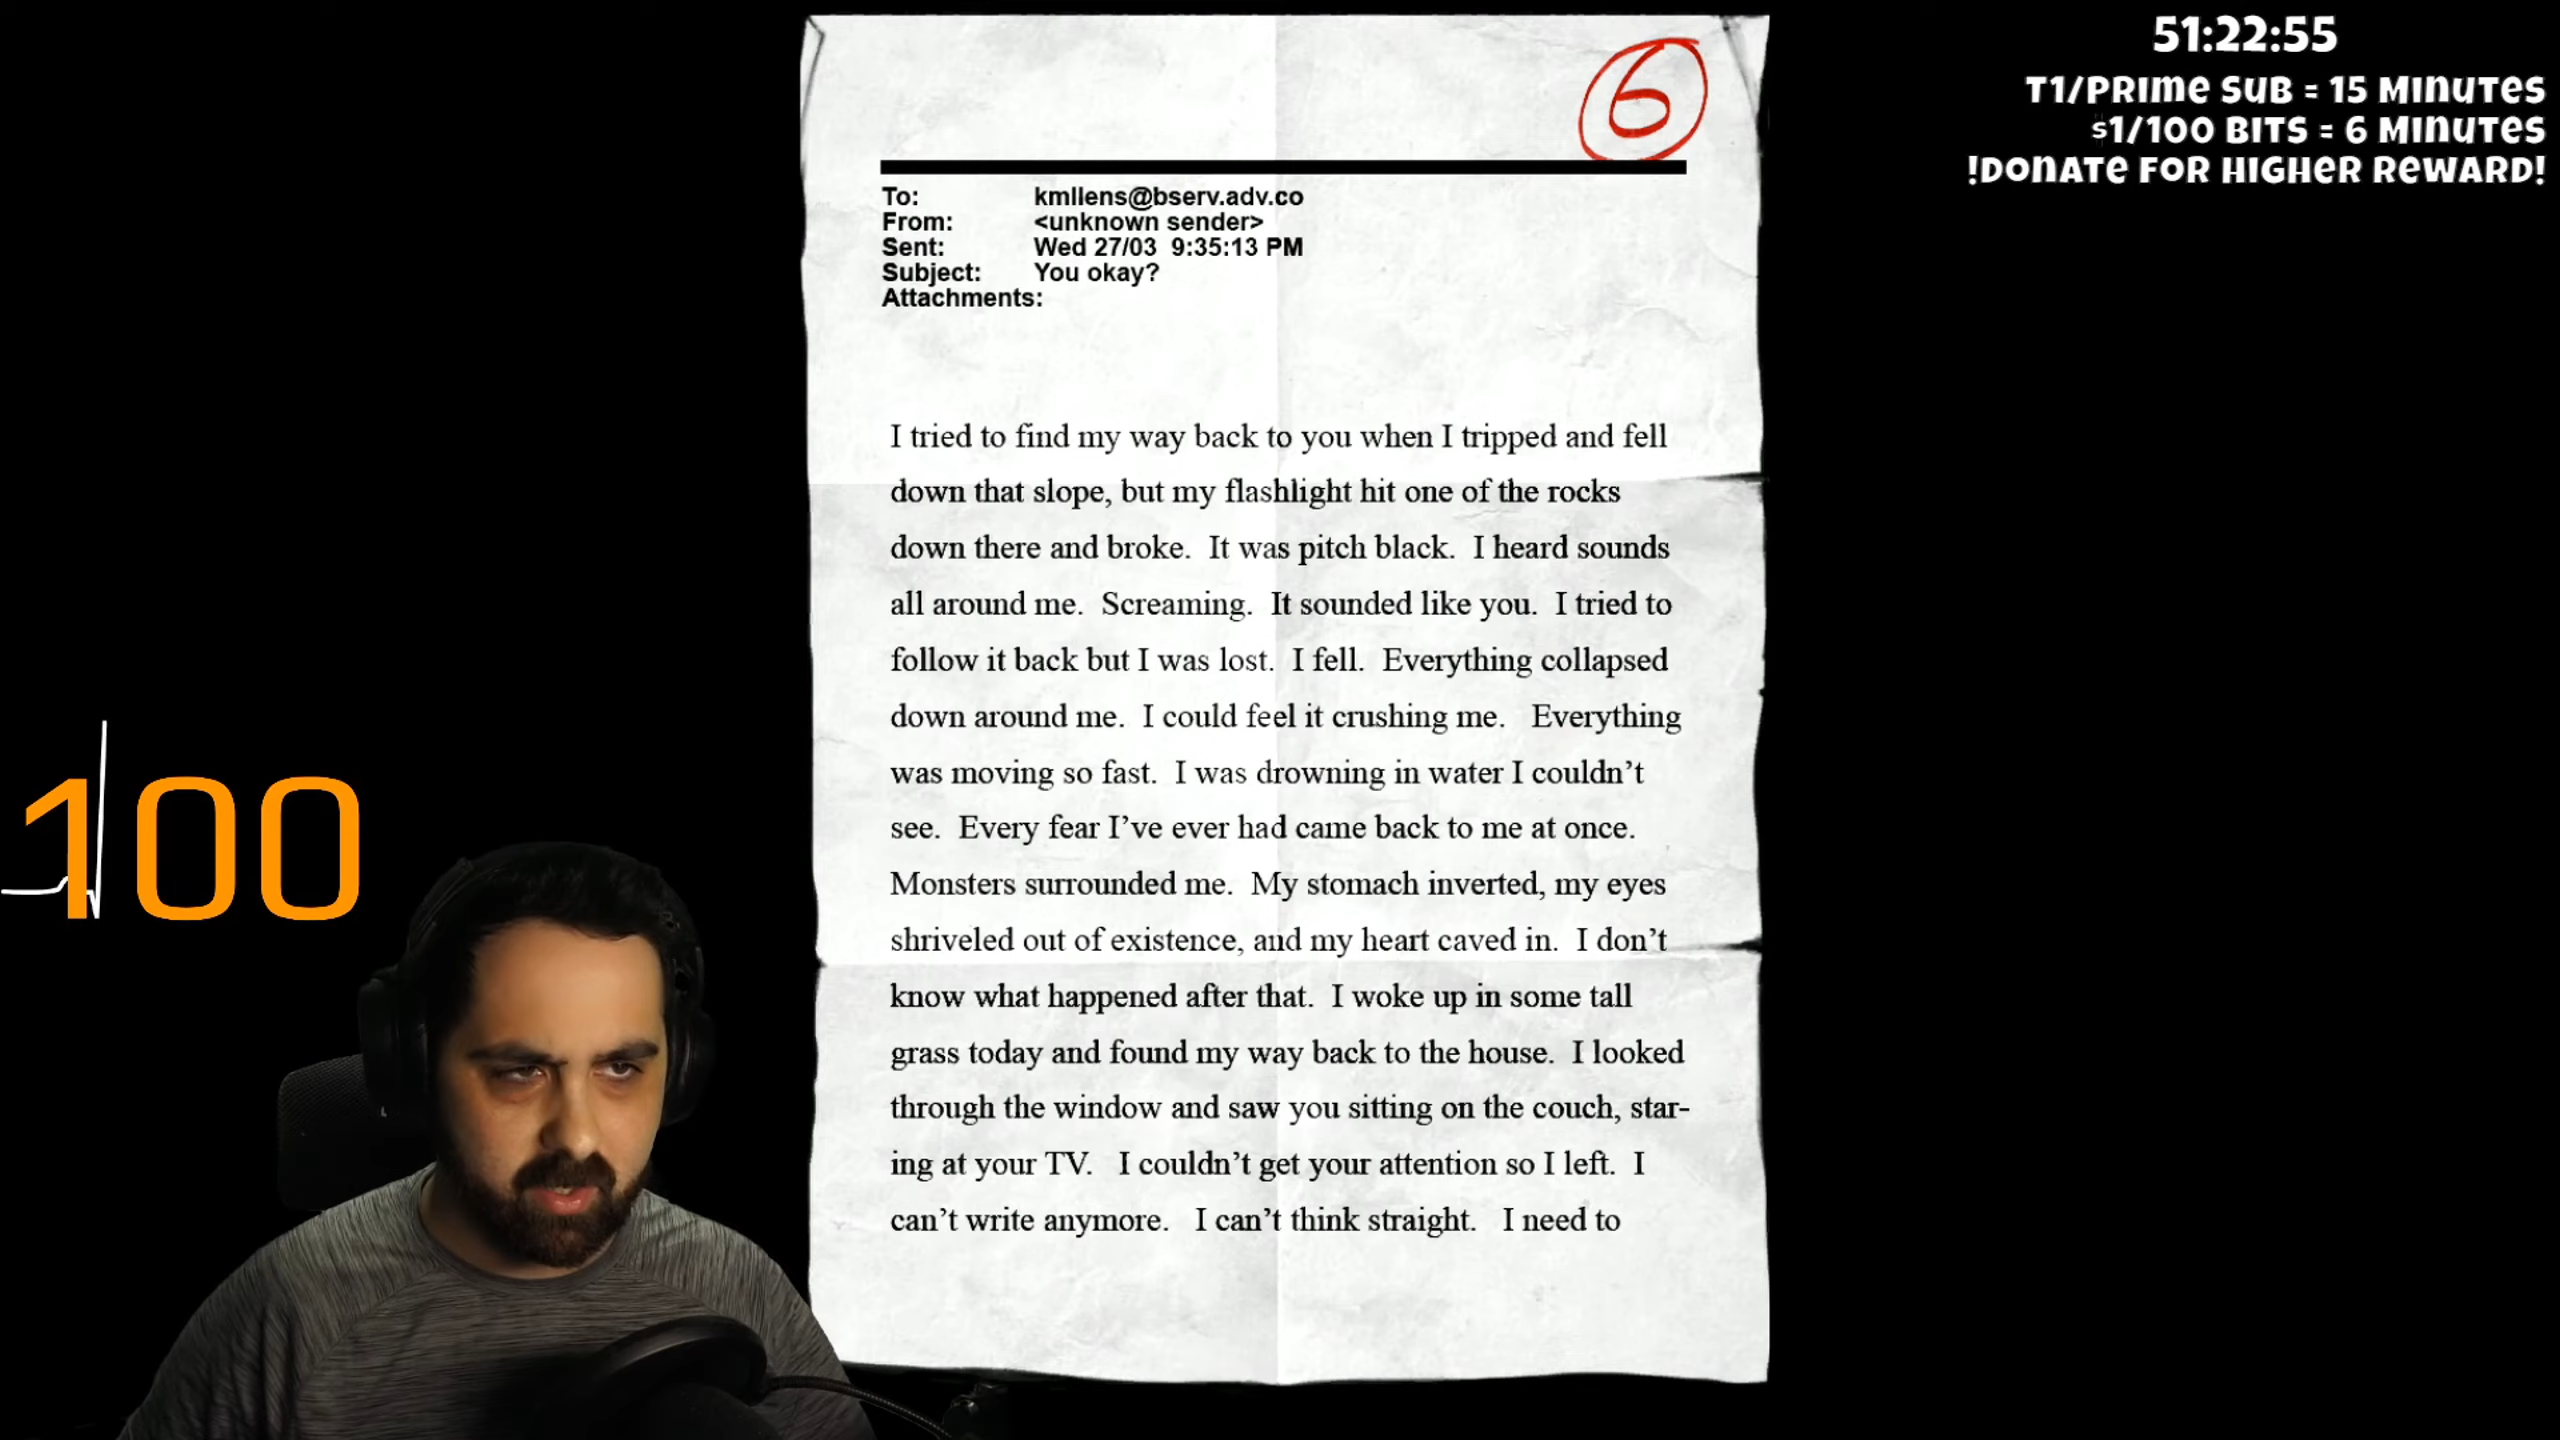 51:22:55
T1/Prime Sub = 15 Minutes
$1/100 Bits = 6 Minutes
!Donate for higher reward!
6
To: kmllens@bserv.adv.co
From: <unknown sender>
Sent: Wed 27/03 9:35:13 PM
Subject: You okay?
Attachments:
I tried to find my way back to you when I tripped and fell
down that slope, but my flashlight hit one of the rocks
down there and broke. It was pitch black. I heard sounds
all around me. Screaming. It sounded like you. I tried to
follow it back but I was lost. I fell. Everything collapsed
down around me. I could feel it crushing me. Everything
was moving so fast. I was drowning in water I couldn’t
see. Every fear I’ve ever had came back to me at once.
Monsters surrounded me. My stomach inverted, my eyes
shriveled out of existence, and my heart caved in. I don’t
know what happened after that. I woke up in some tall
grass today and found my way back to the house. I looked
through the window and saw you sitting on the couch, star-
ing at your TV. I couldn’t get your attention so I left. I
can’t write anymore. I can’t think straight. I need to
100